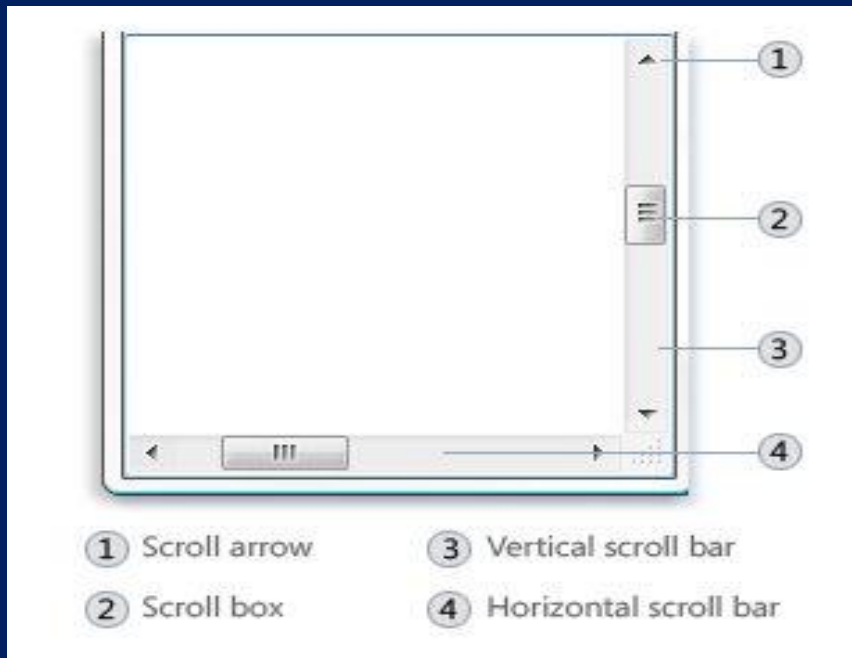 1
2
3
4
1 Scroll arrow
3 Vertical scroll bar
2 Scroll box
4 Horizontal scroll bar